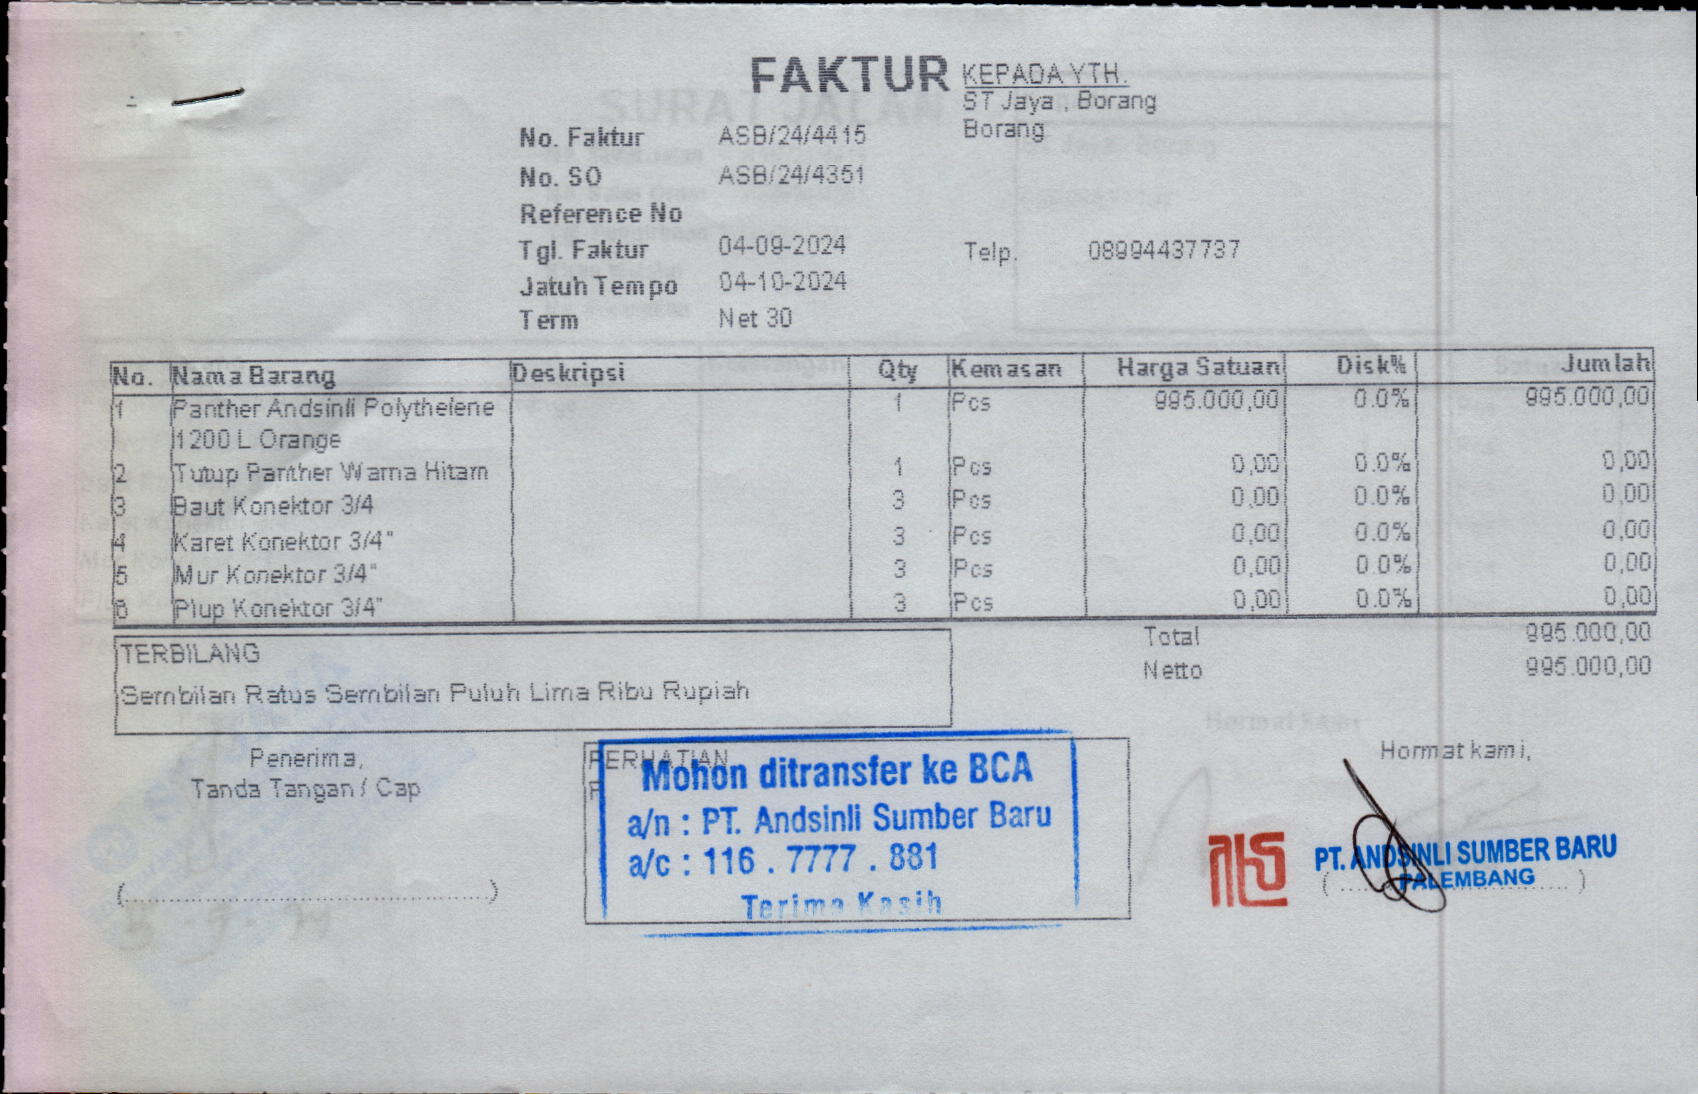 FAKTUR
KEPADA YTH.
ST Jaya , Borang
Borang
No. Faktur ASB/24/4415
No. SO ASB/24/4351
Reference No
Tgl. Faktur 04-09-2024
Telp. 08994437737
Jatuh Tempo 04-10-2024
Term Net 30
No. Nama Barang Deskripsi Qty Kemasan Harga Satuan Disk% Jumlah
1 Panther Andsinli Polythelene 1 Pcs 995.000,00 0.0% 995.000,00
1200 L Orange
2 Tutup Panther Warna Hitam 1 Pcs 0,00 0.0% 0,00
3 Baut Konektor 3/4 3 Pcs 0,00 0.0% 0,00
4 Karet Konektor 3/4" 3 Pcs 0,00 0.0% 0,00
5 Mur Konektor 3/4" 3 Pcs 0,00 0.0% 0,00
6 Plup Konektor 3/4" 3 Pcs 0,00 0.0% 0,00
Total 995.000,00
Netto 995.000,00
TERBILANG
Sembilan Ratus Sembilan Puluh Lima Ribu Rupiah
Penerima,
Tanda Tangan / Cap
(..............................)
PERHATIAN
Mohon ditransfer ke BCA
a/n : PT. Andsinli Sumber Baru
a/c : 116 . 7777 . 881
Terima Kasih
Hormat kami,
PT. ANDSINLI SUMBER BARU
PALEMBANG